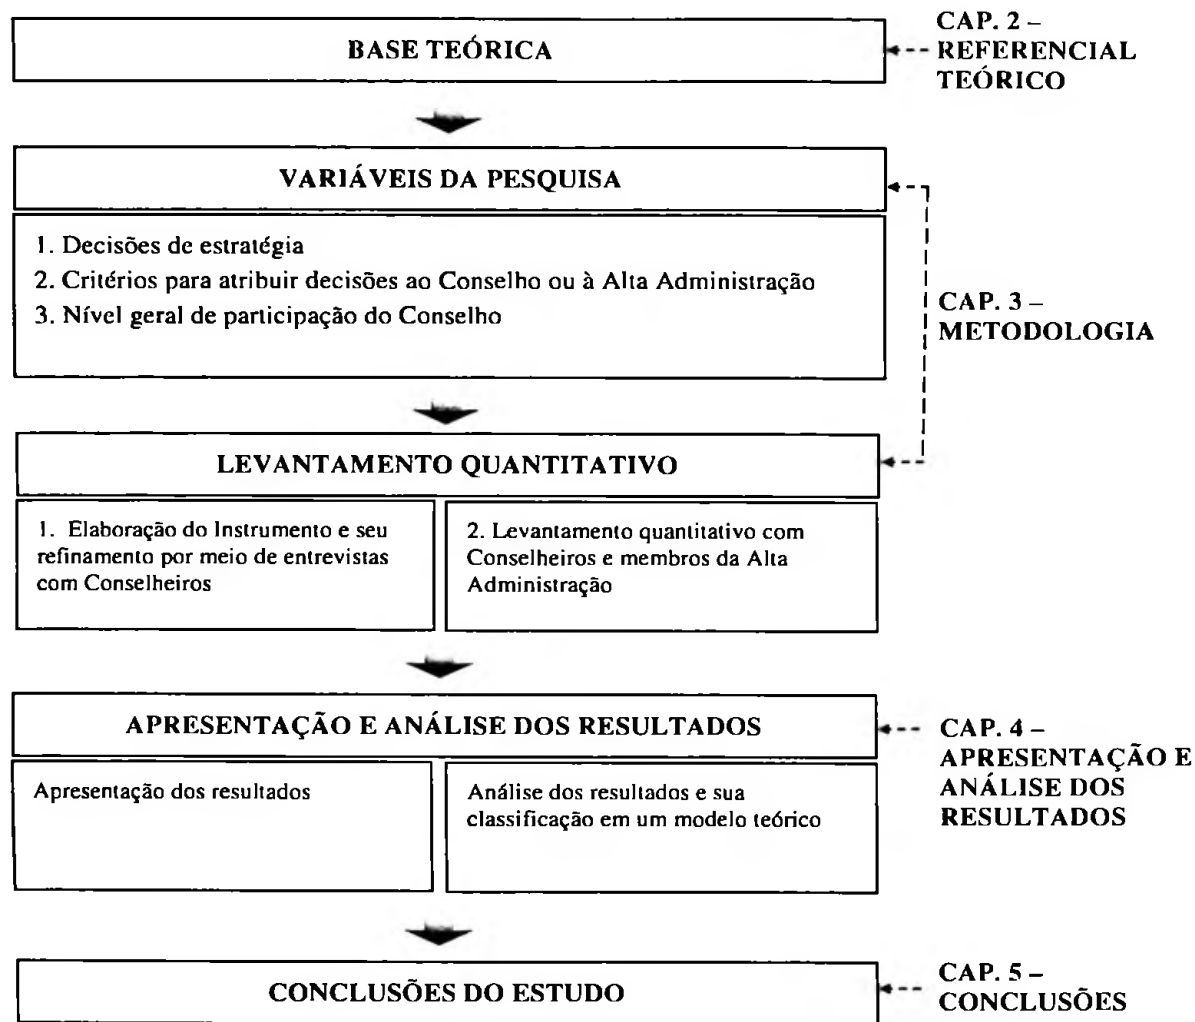 BASE TEÓRICA
CAP. 2 –
REFERENCIAL
TEÓRICO
VARIÁVEIS DA PESQUISA
1. Decisões de estratégia
2. Critérios para atribuir decisões ao Conselho ou à Alta Administração
3. Nível geral de participação do Conselho
CAP. 3 –
METODOLOGIA
LEVANTAMENTO QUANTITATIVO
1. Elaboração do Instrumento e seu
refinamento por meio de entrevistas
com Conselheiros
2. Levantamento quantitativo com
Conselheiros e membros da Alta
Administração
APRESENTAÇÃO E ANÁLISE DOS RESULTADOS
CAP. 4 –
APRESENTAÇÃO E
ANÁLISE DOS
RESULTADOS
Apresentação dos resultados
Análise dos resultados e sua
classificação em um modelo teórico
CONCLUSÕES DO ESTUDO
CAP. 5 –
CONCLUSÕES